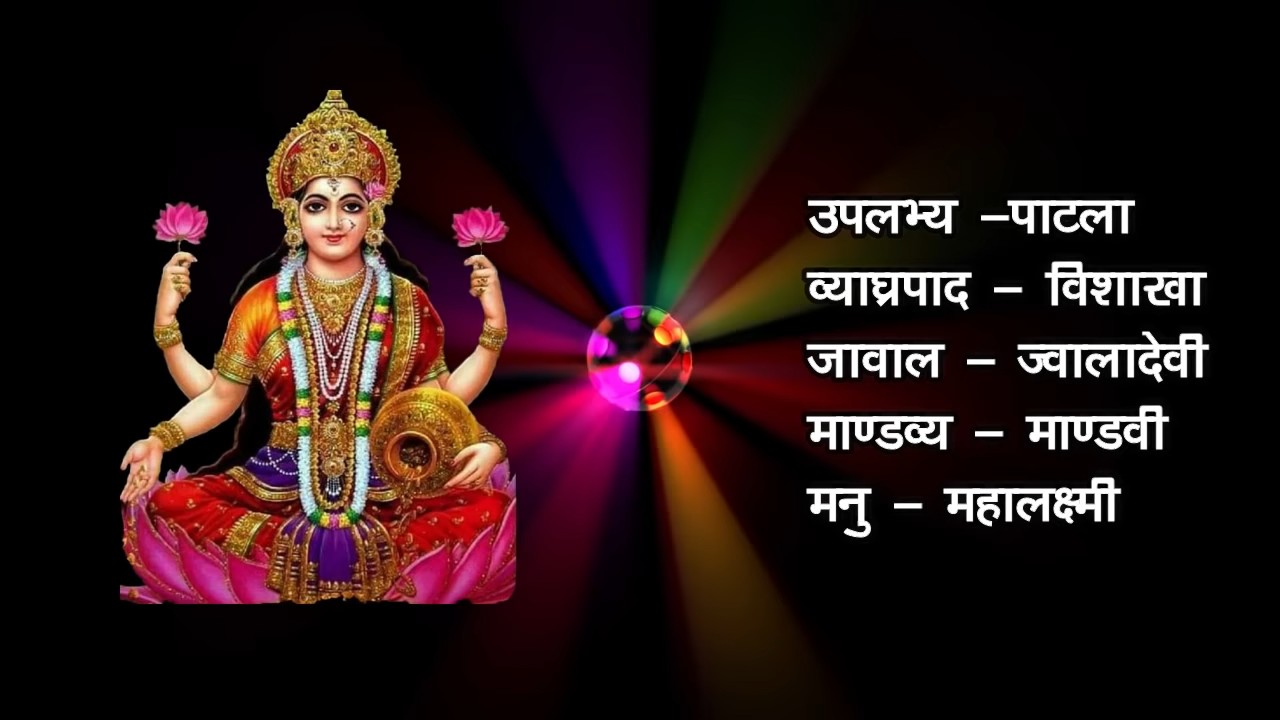 उपलभ्य –पाटला
व्याघ्रपाद – विशाखा
जावाल – ज्वालादेवी
माण्डव्य – माण्डवी
मनु – महालक्ष्मी